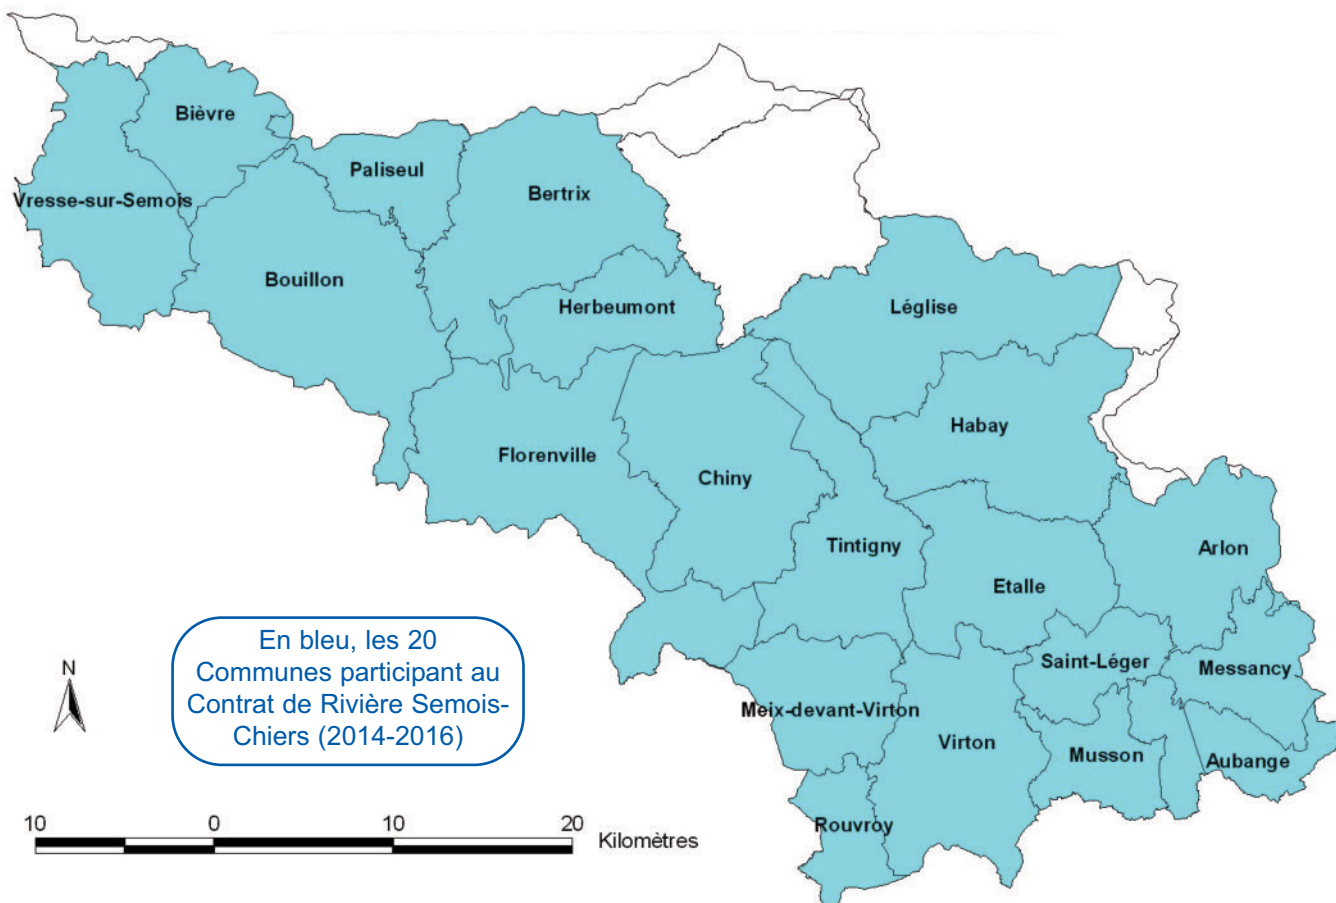 Bièvre
Paliseul
Vresse-sur-Semois
Bertrix
Bouillon
Herbeumont
Léglise
Habay
Florenville
Chiny
Tintigny
Arlon
Etalle
En bleu, les 20
Communes participant au
Contrat de Rivière Semois-
Chiers (2014-2016)
N
Saint-Léger
Messancy
Meix-devant-Virton
Virton
Musson
Aubange
Rouvroy
10 0 10 20 Kilomètres